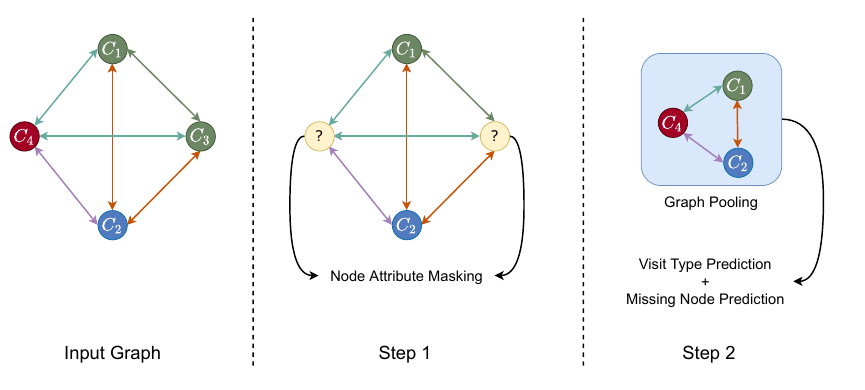 C1
C4
C3
C2
Input Graph
C1
?
?
C2
Node Attribute Masking
Step 1
C1
C4
C2
Graph Pooling
Visit Type Prediction
+
Missing Node Prediction
Step 2